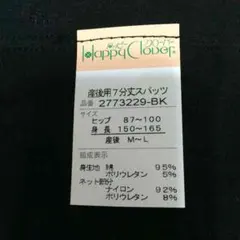 Happy Clover
産後用7分丈スパッツ
品番 2773229-BK
サイズ
ヒップ 87～100
身長 150～165
産後 M～L
組成表示
身生地 綿 95%
ポリウレタン 5%
ネット部分
ナイロン 92%
ポリウレタン 8%